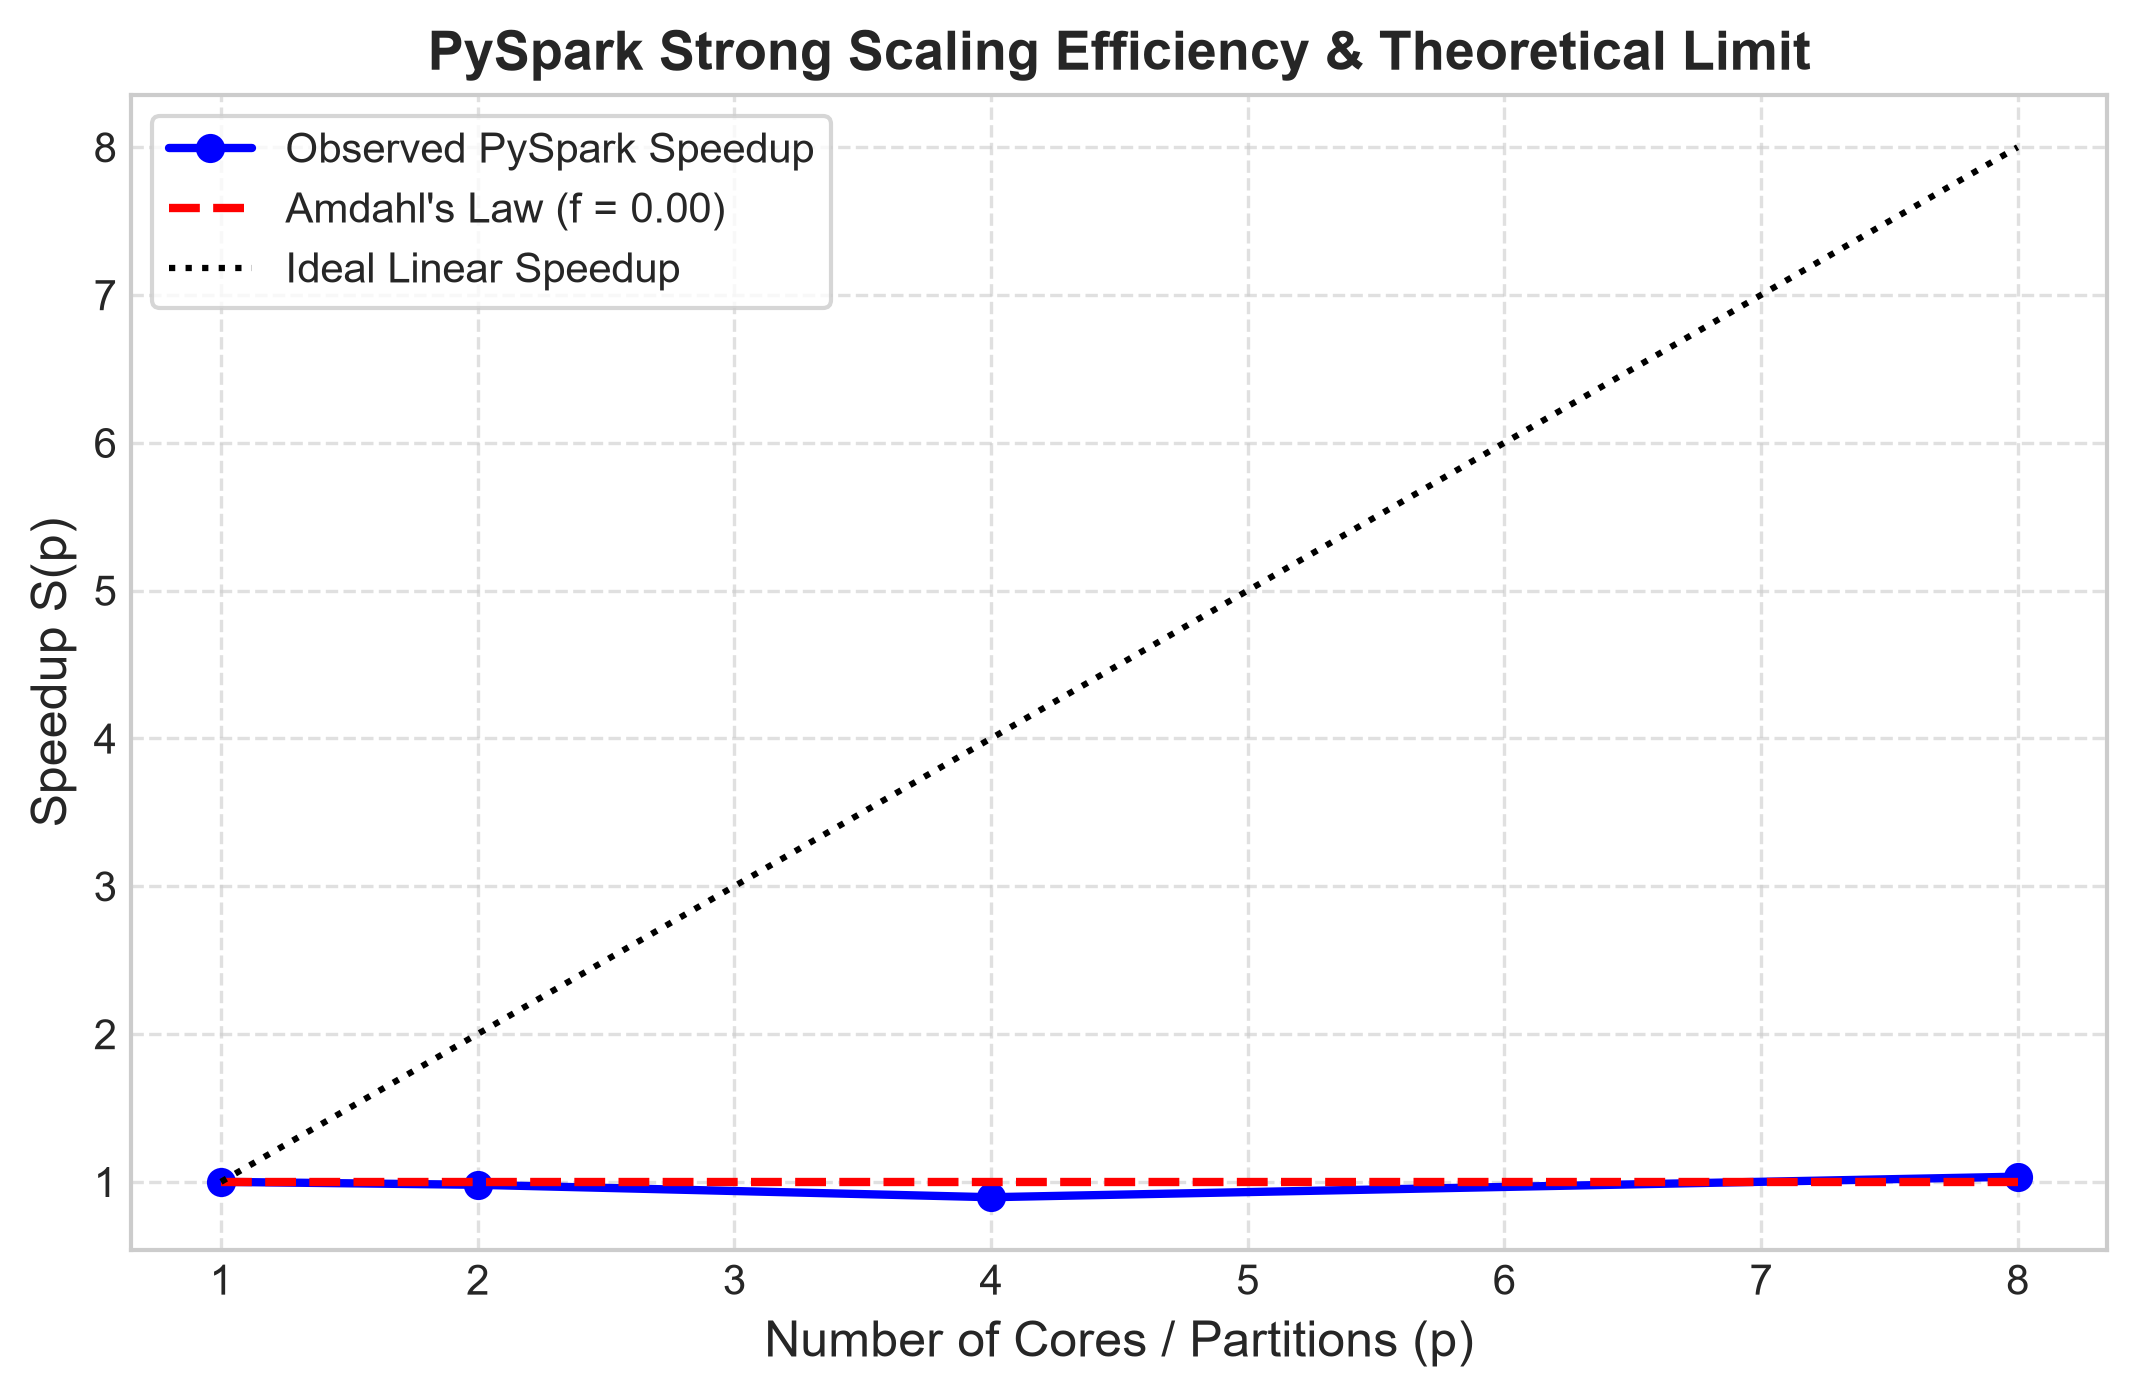 PySpark Strong Scaling Efficiency & Theoretical Limit
Observed PySpark Speedup
Amdahl's Law (f = 0.00)
Ideal Linear Speedup
8
7
6
5
4
3
2
1
Speedup S(p)
1 2 3 4 5 6 7 8
Number of Cores / Partitions (p)